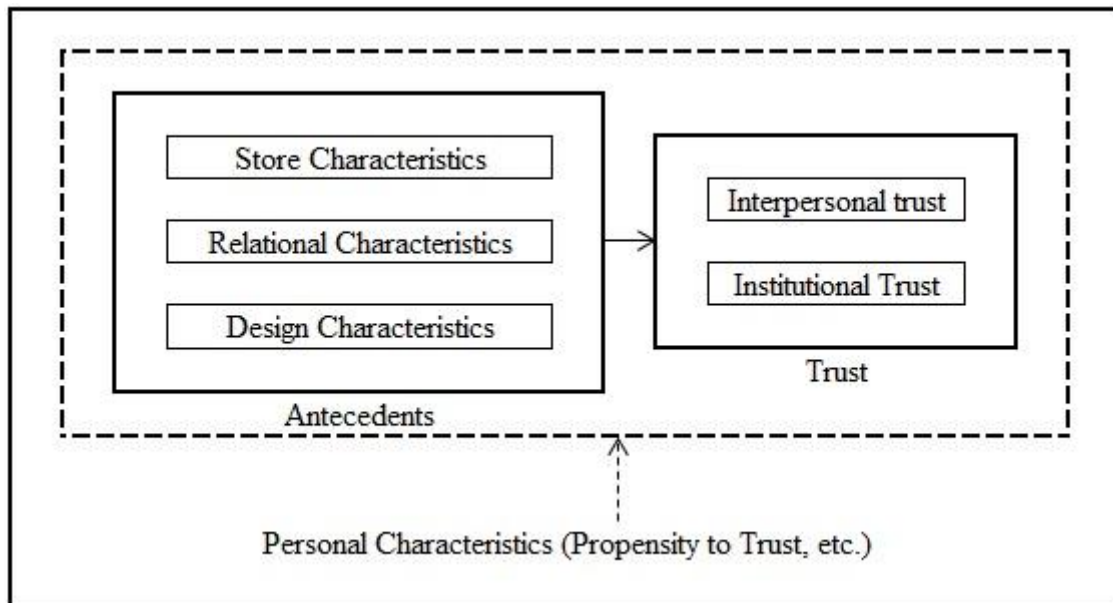 Store Characteristics
Relational Characteristics
Design Characteristics
Antecedents
Interpersonal trust
Institutional Trust
Trust
Personal Characteristics (Propensity to Trust, etc.)